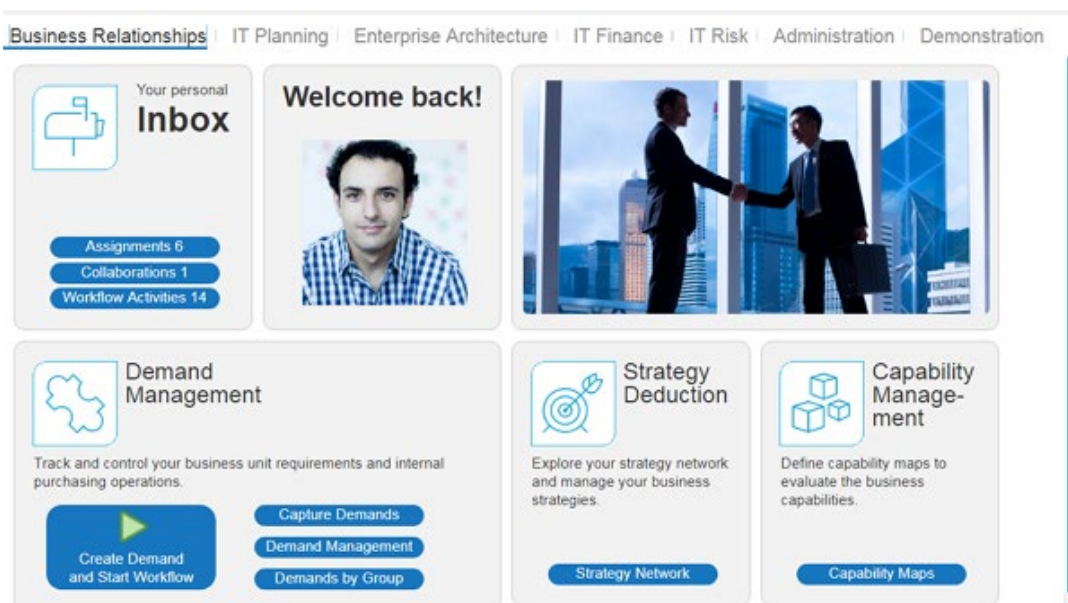 Business Relationships IT Planning Enterprise Architecture IT Finance IT Risk Administration Demonstration
Your personal
Inbox
Assignments 6
Collaborations 1
Workflow Activities 14
Welcome back!
Demand
Management
Track and control your business unit requirements and internal
purchasing operations.
Create Demand
and Start Workflow
Capture Demands
Demand Management
Demands by Group
Strategy
Deduction
Explore your strategy network
and manage your business
strategies.
Strategy Network
Capability
Manage-
ment
Define capability maps to
evaluate the business
capabilities.
Capability Maps